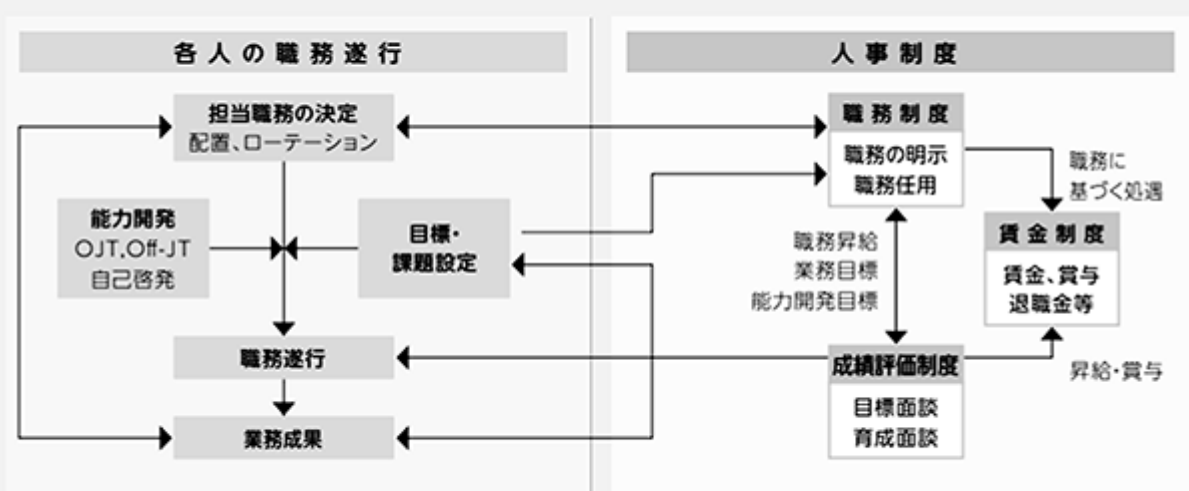 各人の職務遂行
担当職務の決定
配置、ローテーション
能力開発
OJT,Off-JT
自己啓発
目標・
課題設定
職務遂行
業務成果
人事制度
職務制度
職務の明示
職務任用
職務に
基づく処遇
賃金制度
賃金、賞与
退職金等
職務昇給
業務目標
能力開発目標
成績評価制度
目標面談
育成面談
昇給・賞与